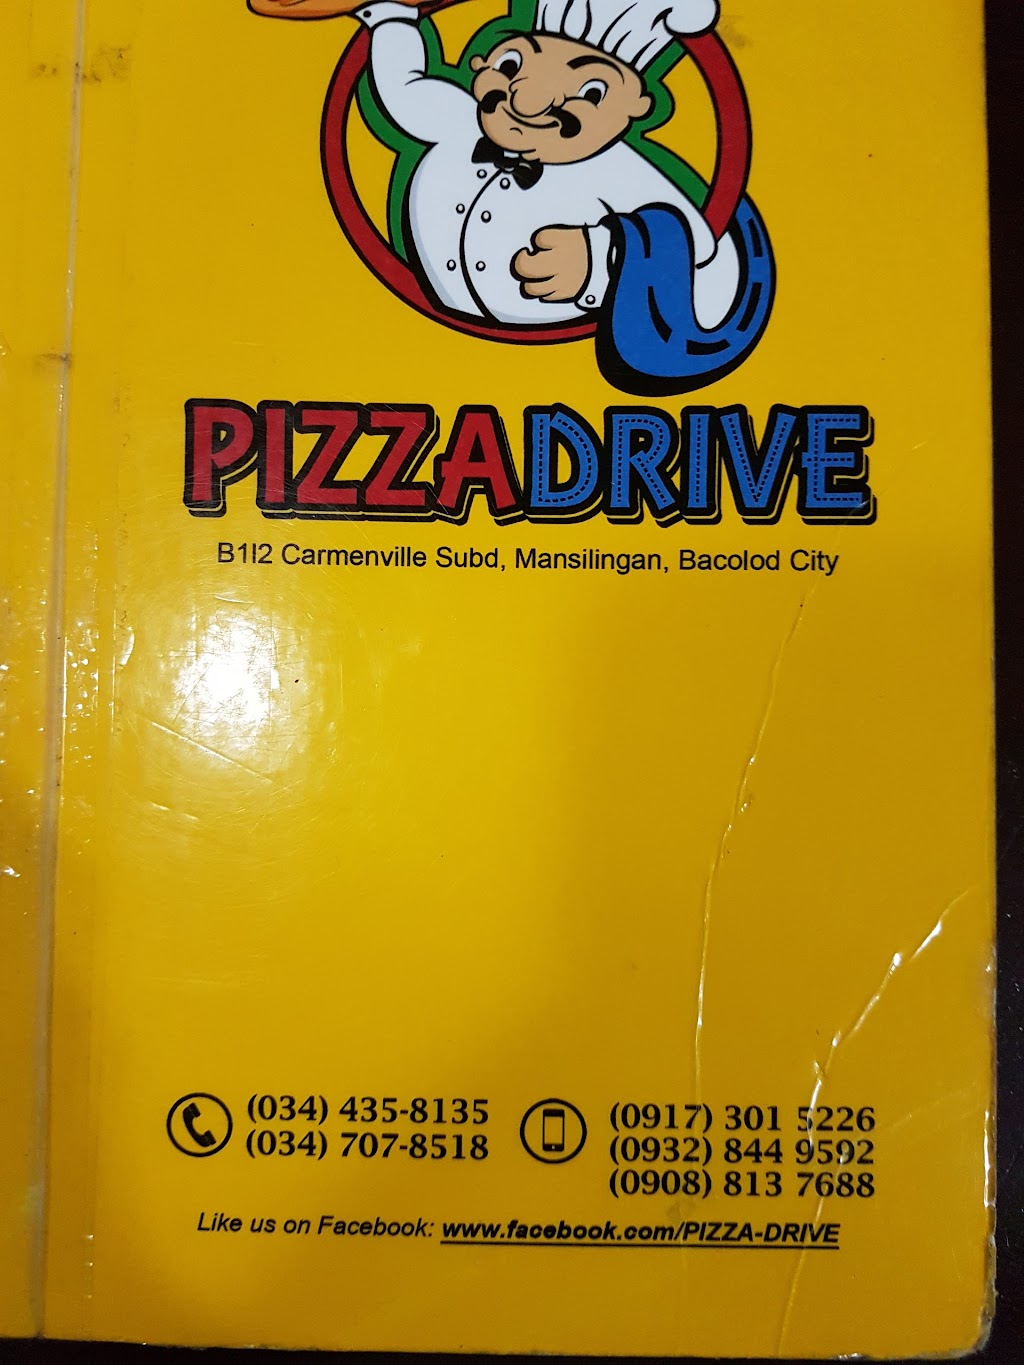 PIZZADRIVE
B1l2 Carmenville Subd, Mansilingan, Bacolod City
(034) 435-8135
(034) 707-8518
(0917) 301 5226
(0932) 844 9592
(0908) 813 7688
Like us on Facebook: www.facebook.com/PIZZA-DRIVE